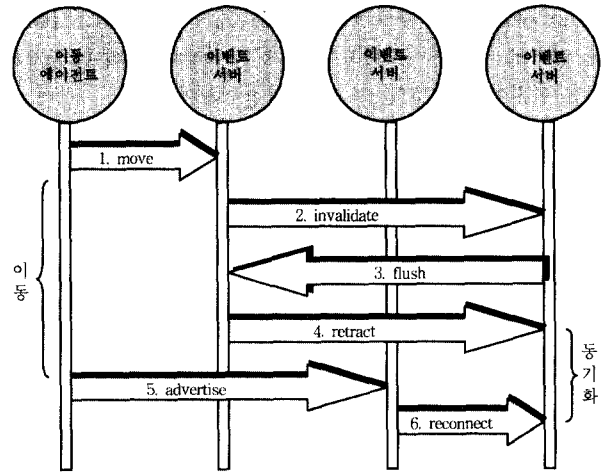 이동
에이전트
이벤트
서버
이벤트
서버
이벤트
서버
1. move
2. invalidate
3. flush
4. retract
5. advertise
6. reconnect
이동
동기화